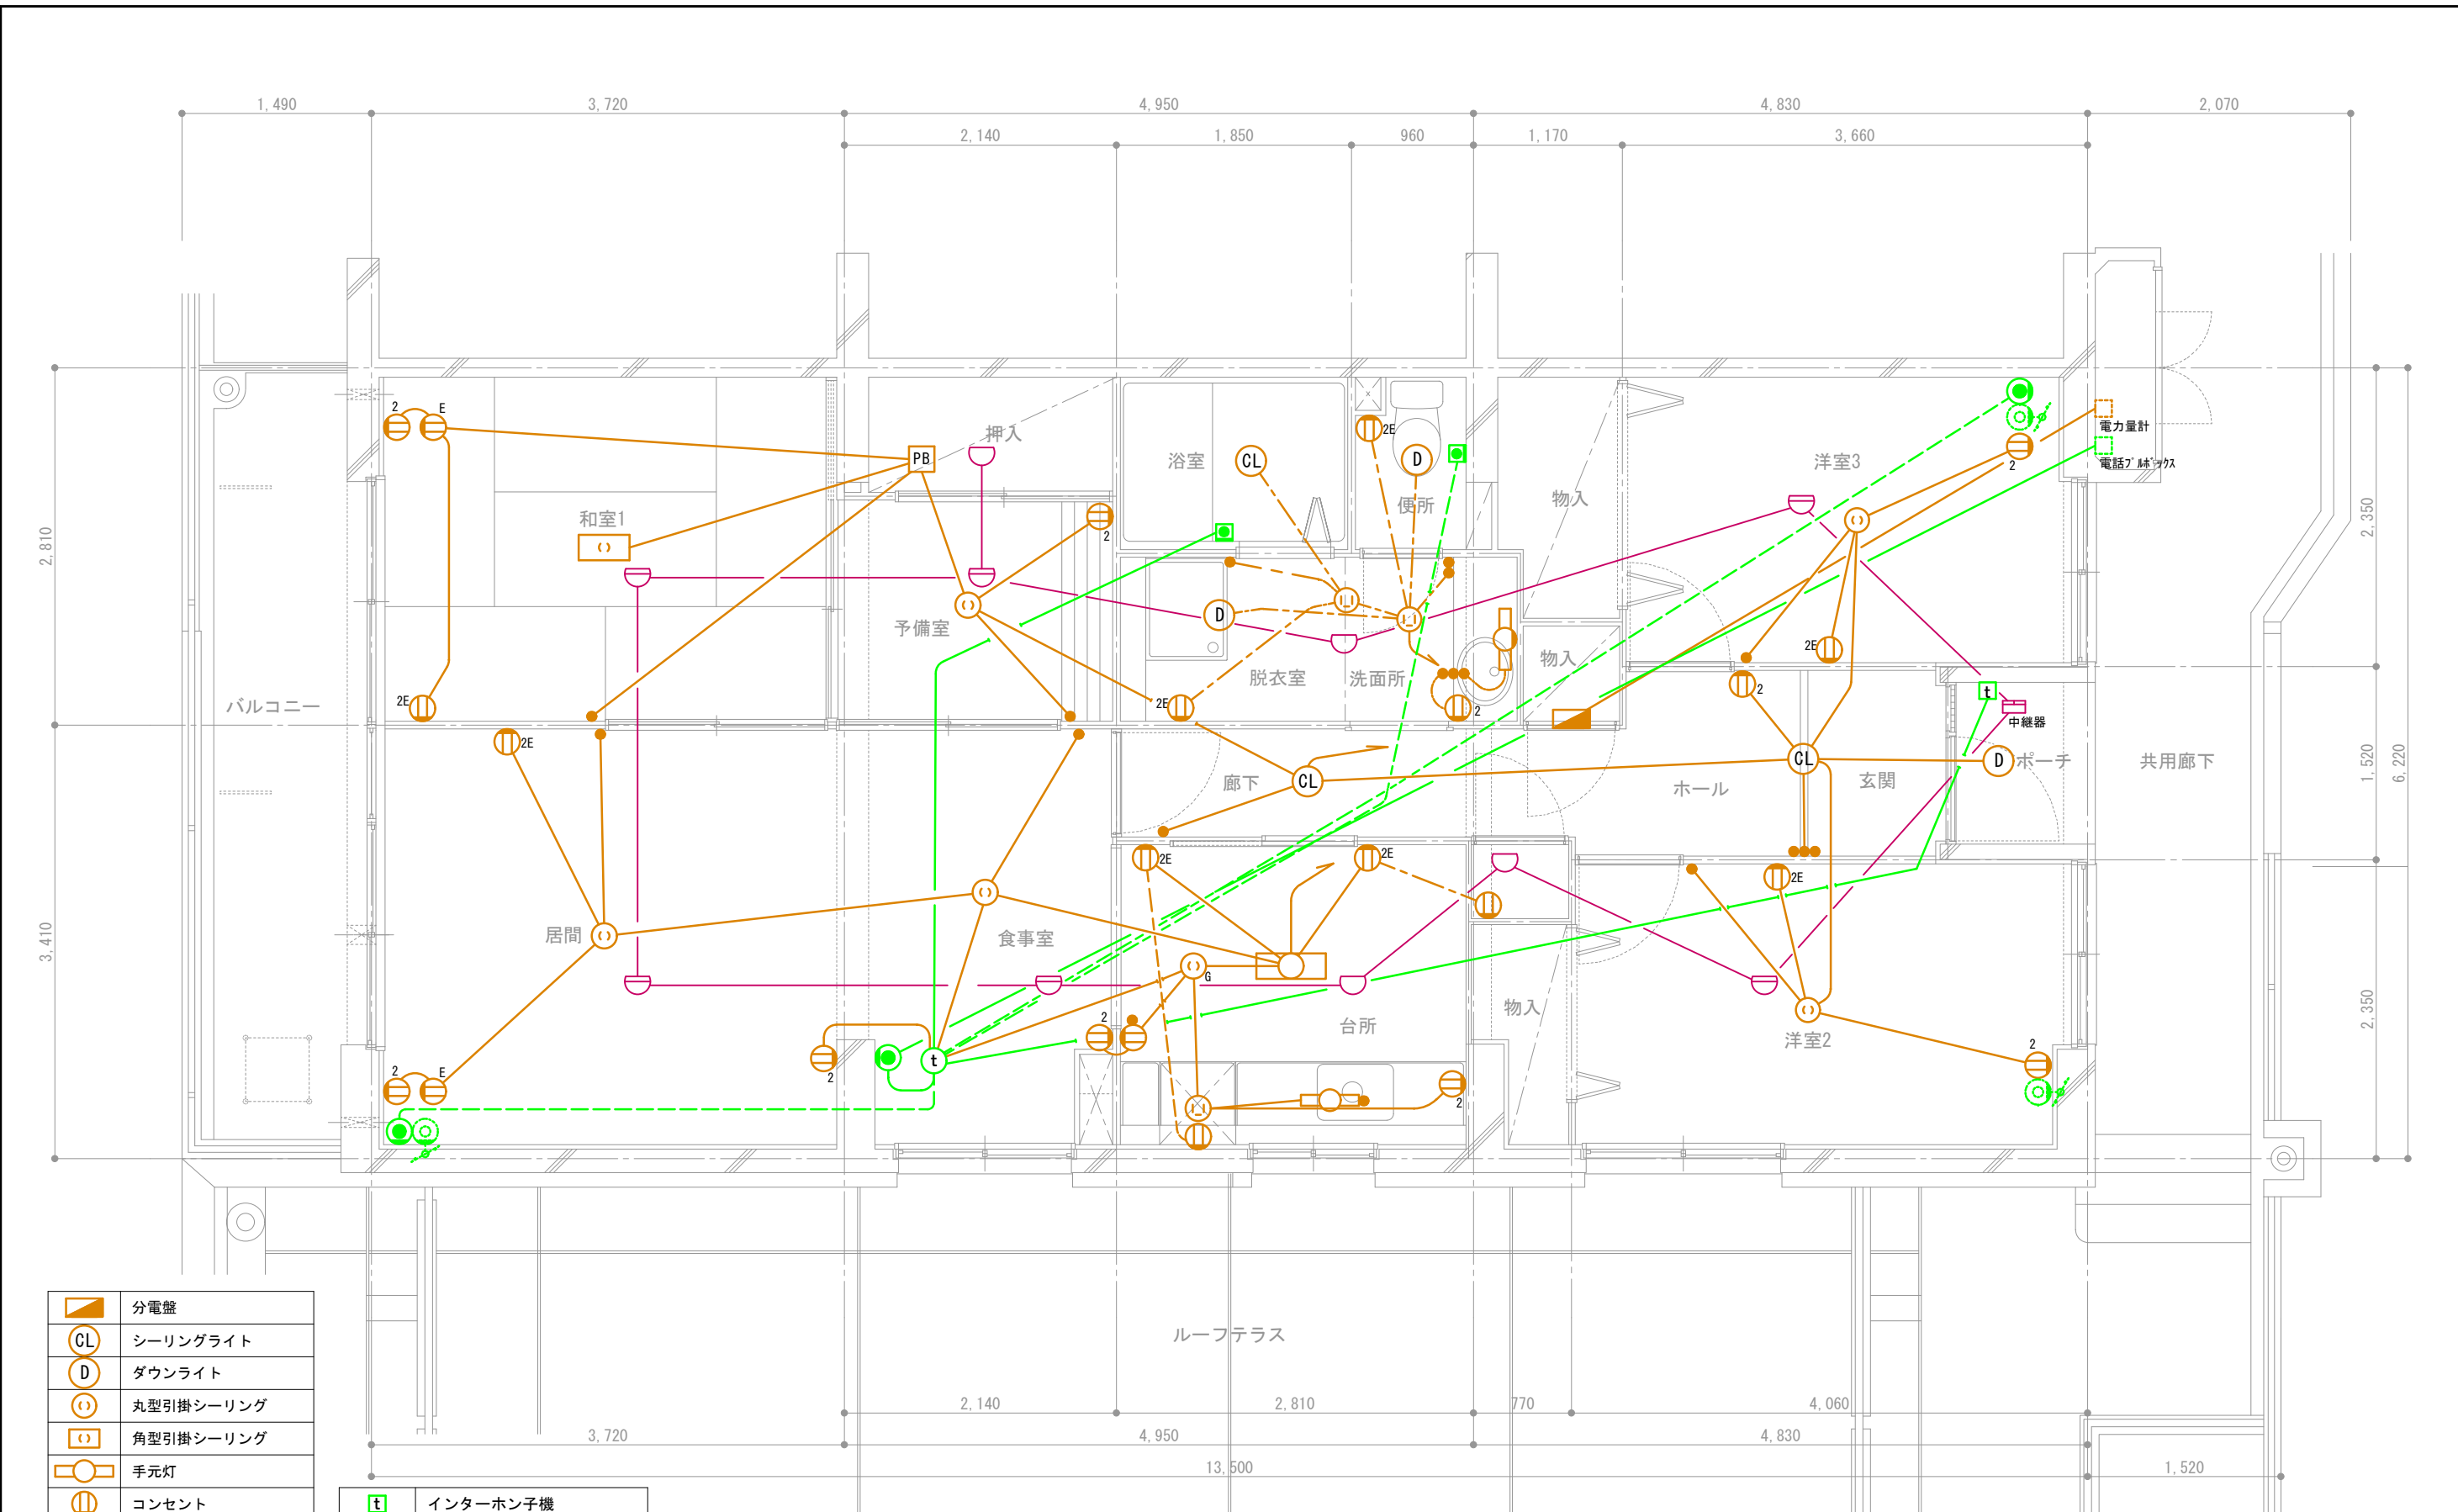 1,490
3,720
4,950
4,830
2,070
2,140
1,850
960
1,170
3,660
2
E
PB
押入
浴室
CL
2E
D
便所
物入
洋室3
2
電力量計
電話プルボックス
2,810
和室1
2
2,350
予備室
D
2E
物入
脱衣室
洗面所
2E
2
2
t
中継器
バルコニー
2E
2E
廊下
CL
ホール
CL
玄関
D
ポーチ
共用廊下
1,520
6,220
2E
2E
2E
居間
食事室
3,410
G
物入
台所
洋室2
2,350
2
2
t
2
E
2
2
ルーフテラス
分電盤
CL
シーリングライト
D
ダウンライト
丸型引掛シーリング
角型引掛シーリング
手元灯
コンセント
t
インターホン子機
2,140
2,810
770
4,060
3,720
4,950
4,830
13,500
1,520